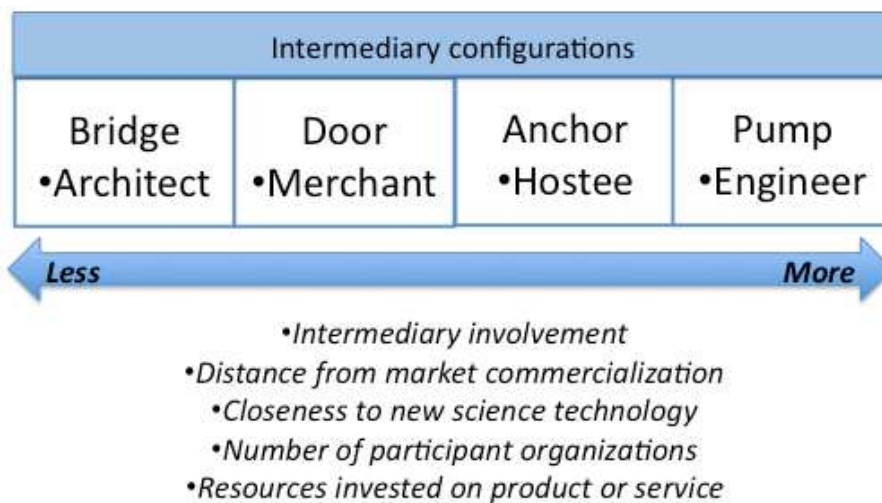 Intermediary configurations
Bridge
•Architect
Door
•Merchant
Anchor
•Hostee
Pump
•Engineer
Less
More
•Intermediary involvement
•Distance from market commercialization
•Closeness to new science technology
•Number of participant organizations
•Resources invested on product or service